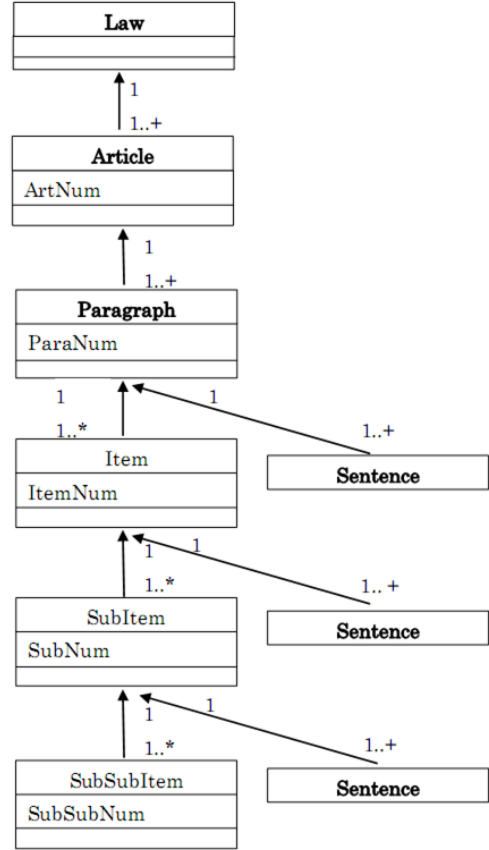 Law
1
1..+
Article
ArtNum
1
1..+
Paragraph
ParaNum
1
1
1..*
1..+
Item
Sentence
ItemNum
1
1
1..*
1.. +
SubItem
Sentence
SubNum
1
1
1..*
1..+
SubSubItem
Sentence
SubSubNum